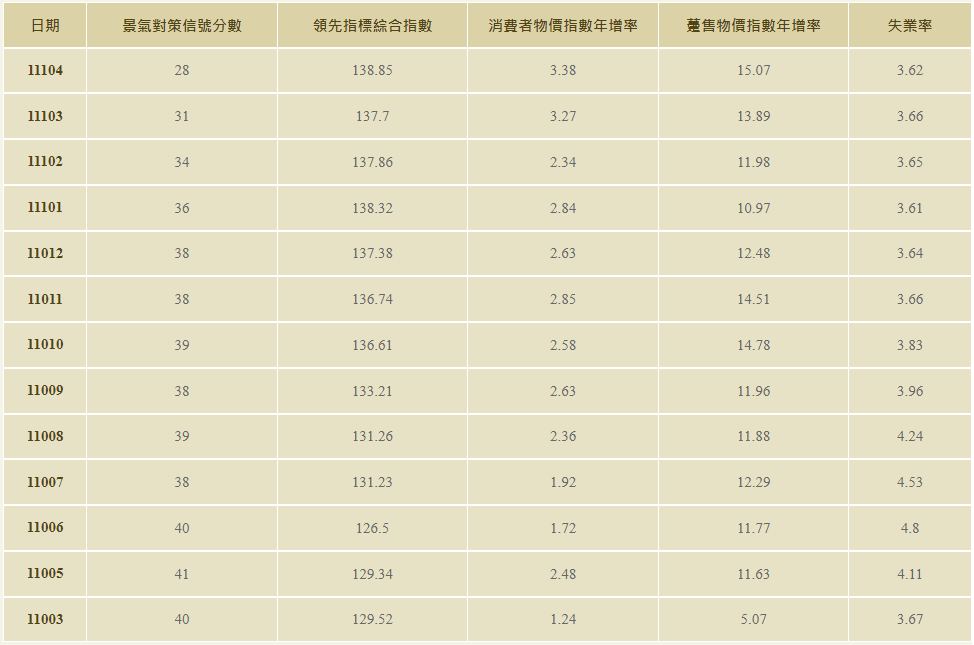 日期 景氣對策信號分數 領先指標綜合指數 消費者物價指數年增率 躉售物價指數年增率 失業率
11104 28 138.85 3.38 15.07 3.62
11103 31 137.7 3.27 13.89 3.66
11102 34 137.86 2.34 11.98 3.65
11101 36 138.32 2.84 10.97 3.61
11012 38 137.38 2.63 12.48 3.64
11011 38 136.74 2.85 14.51 3.66
11010 39 136.61 2.58 14.78 3.83
11009 38 133.21 2.63 11.96 3.96
11008 39 131.26 2.36 11.88 4.24
11007 38 131.23 1.92 12.29 4.53
11006 40 126.5 1.72 11.77 4.8
11005 41 129.34 2.48 11.63 4.11
11003 40 129.52 1.24 5.07 3.67